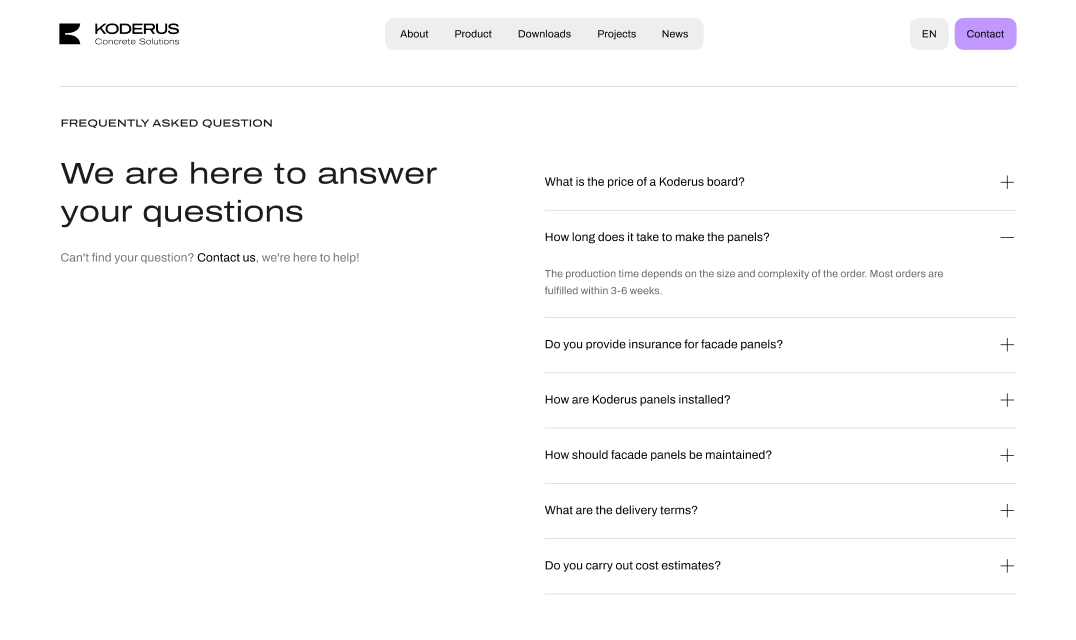 KODERUS
Concrete Solutions
About
Product
Downloads
Projects
News
EN
Contact
FREQUENTLY ASKED QUESTION
We are here to answer
your questions
Can't find your question? Contact us, we're here to help!
What is the price of a Koderus board?
How long does it take to make the panels?
The production time depends on the size and complexity of the order. Most orders are
fulfilled within 3-6 weeks.
Do you provide insurance for facade panels?
How are Koderus panels installed?
How should facade panels be maintained?
What are the delivery terms?
Do you carry out cost estimates?